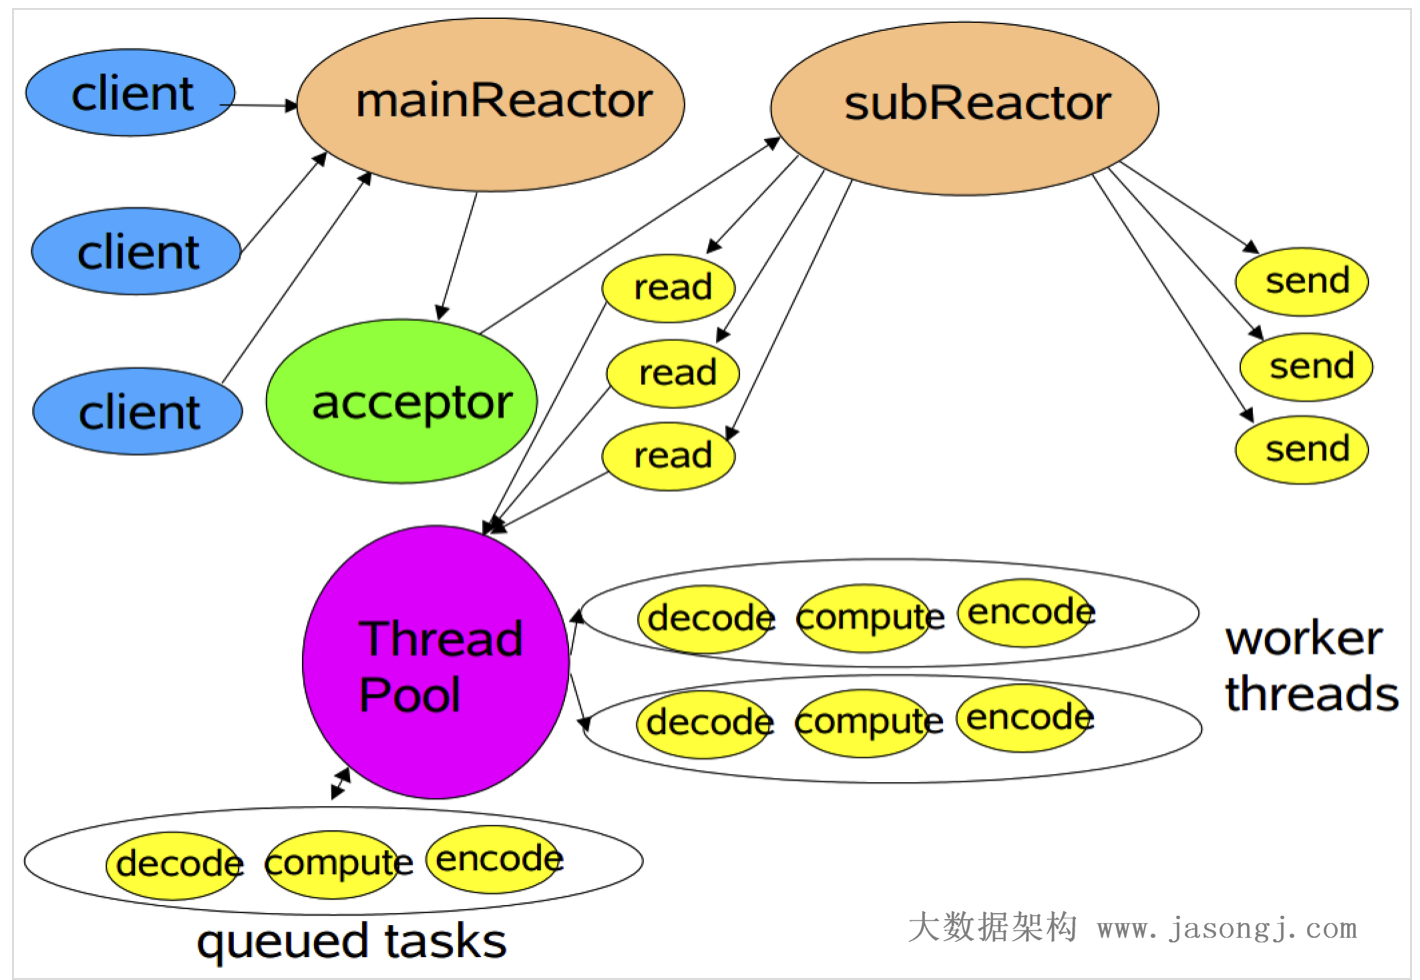 client
mainReactor
subReactor
client
client
acceptor
read
read
read
send
send
send
Thread
Pool
decode compute encode
decode compute encode
worker
threads
decode compute encode
queued tasks
大数据架构 www.jasongj.com